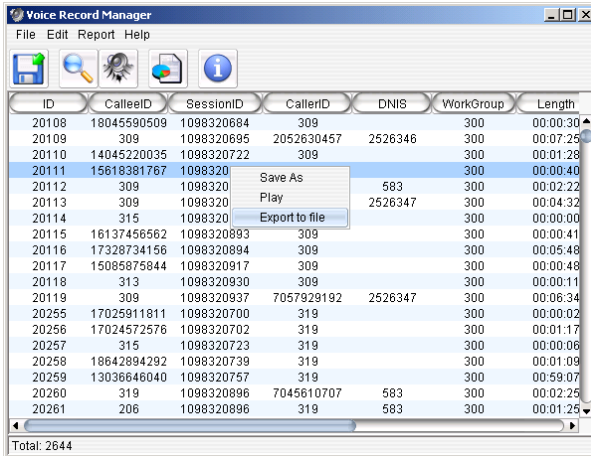 Voice Record Manager
File Edit Report Help
ID CalleeID SessionID CallerID DNIS WorkGroup Length
20108 18045590509 1098320684 309 300 00:00:30
20109 309 1098320695 2052630457 2526346 300 00:07:25
20110 14045220035 1098320722 309 300 00:01:28
20111 15618381767 1098320 300 00:00:40
Save As
20112 309 1098320 583 300 00:02:22
Play
20113 309 1098320 2526347 300 00:04:32
Export to file
20114 315 1098320 300 00:00:00
20115 16137456562 1098320893 309 300 00:00:41
20116 17328734156 1098320894 309 300 00:05:48
20117 15085875844 1098320917 309 300 00:00:48
20118 313 1098320930 309 300 00:00:11
20119 309 1098320937 7057929192 2526347 300 00:06:34
20255 17025911811 1098320700 319 300 00:00:02
20256 17024572576 1098320702 319 300 00:01:17
20257 315 1098320723 319 300 00:00:06
20258 18642894292 1098320739 319 300 00:01:09
20259 13036646040 1098320757 319 300 00:59:07
20260 319 1098320896 7045610707 583 300 00:02:25
20261 206 1098320896 319 583 300 00:01:25
Total: 2644